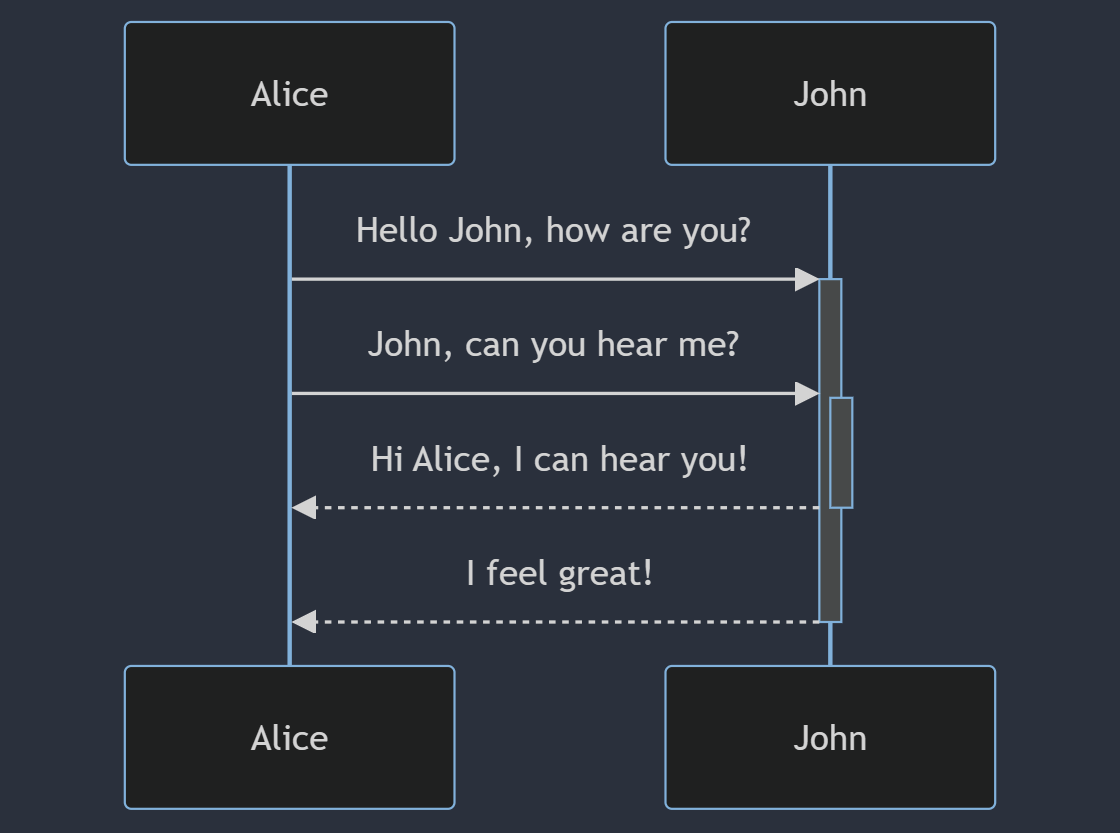 Alice
John
Hello John, how are you?
John, can you hear me?
Hi Alice, I can hear you!
I feel great!
Alice
John